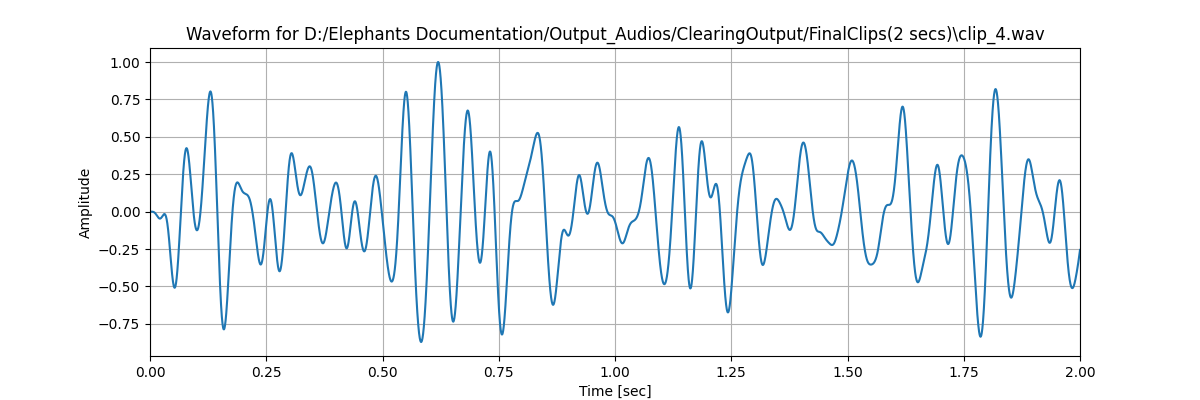 Waveform for D:/Elephants Documentation/Output_Audios/ClearingOutput/FinalClips(2 secs)\clip_4.wav
1.00
0.75
0.50
0.25
0.00
−0.25
−0.50
−0.75
Amplitude
0.00 0.25 0.50 0.75 1.00 1.25 1.50 1.75 2.00
Time [sec]